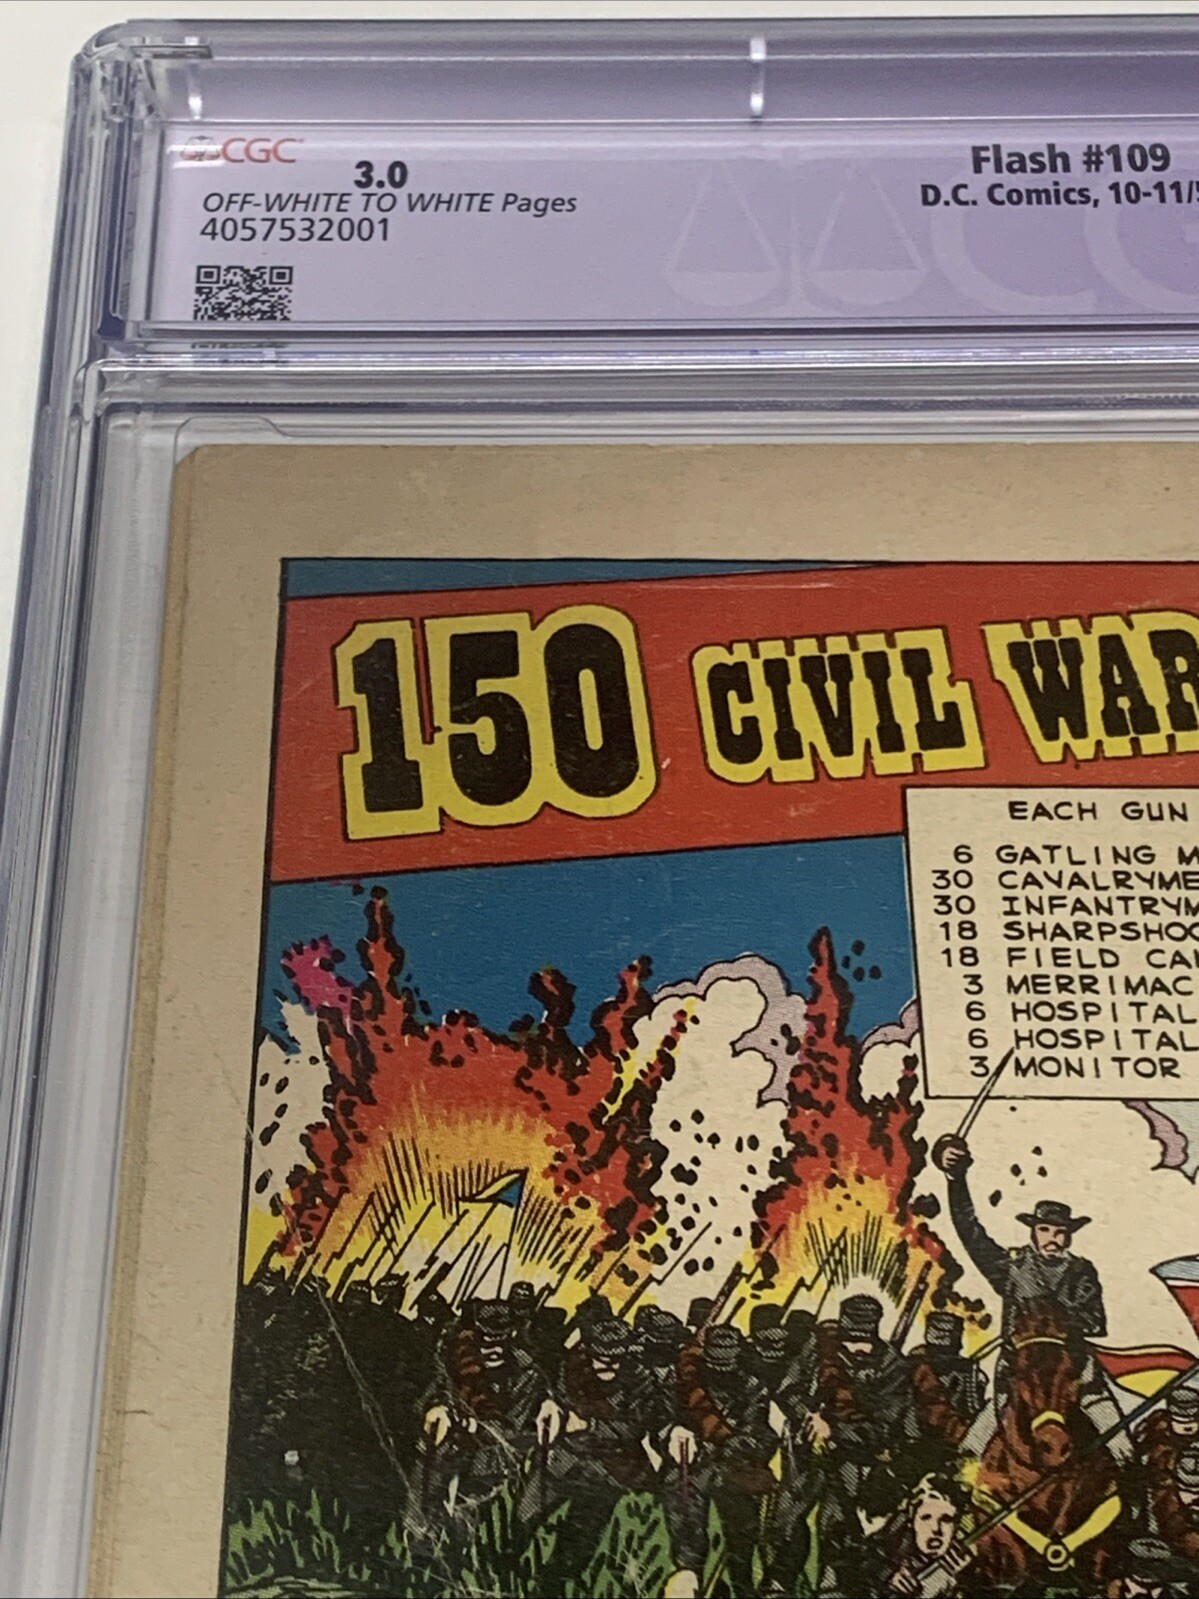 CGC
3.0
OFF-WHITE TO WHITE Pages
4057532001
Flash #109
D.C. Comics, 10-11/5
150 CIVIL WAR
EACH GUN
6 GATLING M
30 CAVALRYME
30 INFANTRYM
18 SHARPSHOO
18 FIELD CAN
3 MERRIMAC
6 HOSPITAL
6 HOSPITAL
3 MONITOR